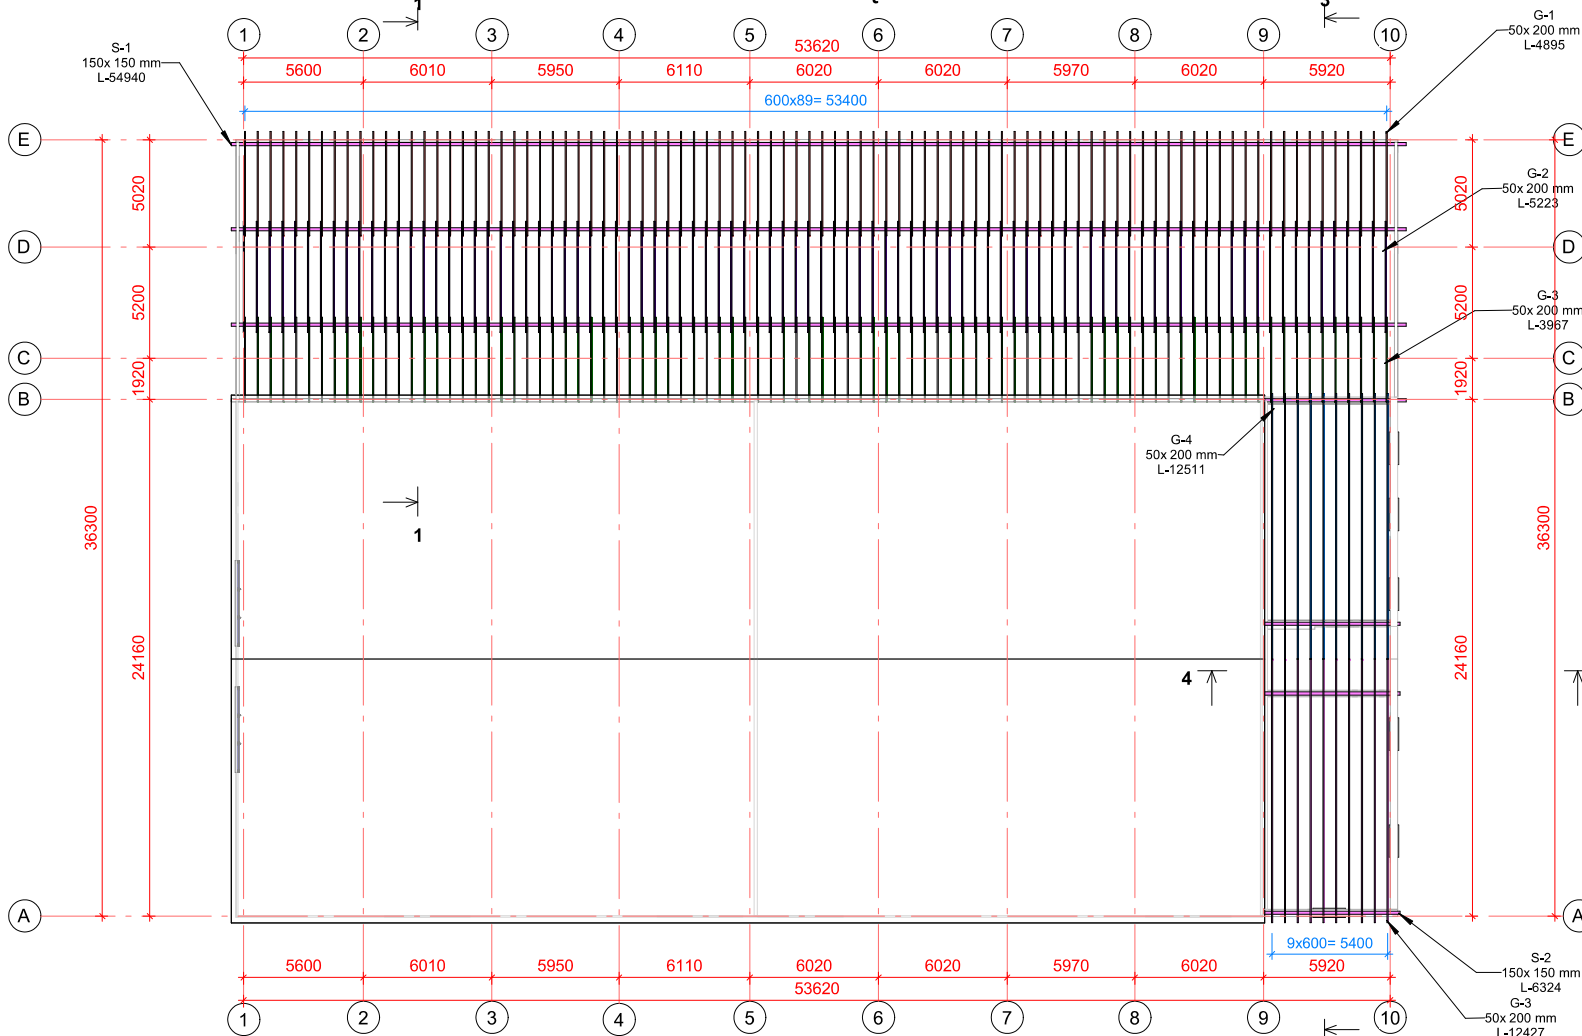 1
3
1
2
3
4
5
6
7
8
9
10
G-1
50x 200 mm
L-4895
S-1
150x 150 mm
L-54940
53620
5600
6010
5950
6110
6020
6020
5970
6020
5920
600x89= 53400
E
E
5020
5020
G-2
50x 200 mm
L-5223
D
D
5200
5200
G-3
50x 200 mm
L-3967
C
C
1920
1920
B
B
G-4
50x 200 mm
L-12511
36300
36300
1
24160
24160
4
A
A
9x600= 5400
5600
6010
5950
6110
6020
6020
5970
6020
5920
53620
S-2
150x 150 mm
L-6324
G-3
50x 200 mm
L-12427
1
2
3
4
5
6
7
8
9
10